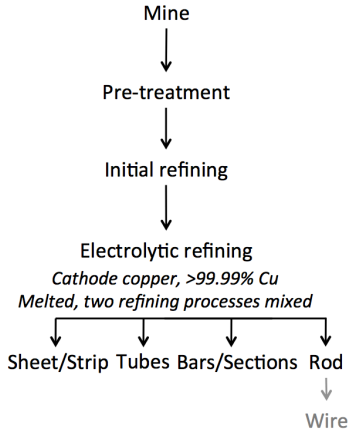 Mine
Pre-treatment
Initial refining
Electrolytic refining
Cathode copper, >99.99% Cu
Melted, two refining processes mixed
Sheet/Strip Tubes Bars/Sections Rod
Wire